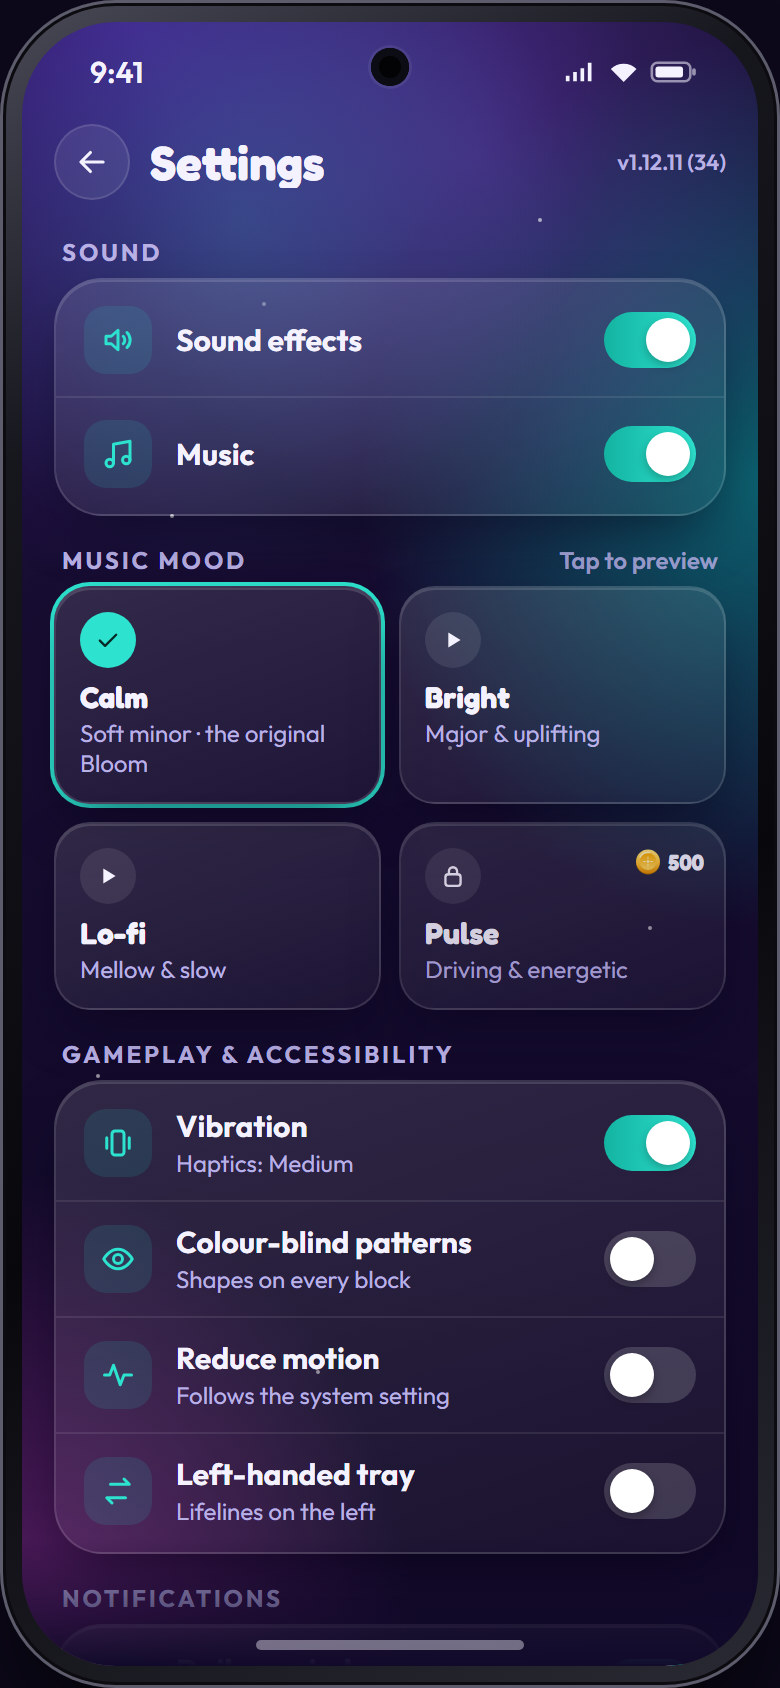 9:41
Settings
v1.12.11 (34)
SOUND
Sound effects
Music
MUSIC MOOD
Tap to preview
Calm
Soft minor · the original
Bloom
Bright
Major & uplifting
Lo-fi
Mellow & slow
500
Pulse
Driving & energetic
GAMEPLAY & ACCESSIBILITY
Vibration
Haptics: Medium
Colour-blind patterns
Shapes on every block
Reduce motion
Follows the system setting
Left-handed tray
Lifelines on the left
NOTIFICATIONS